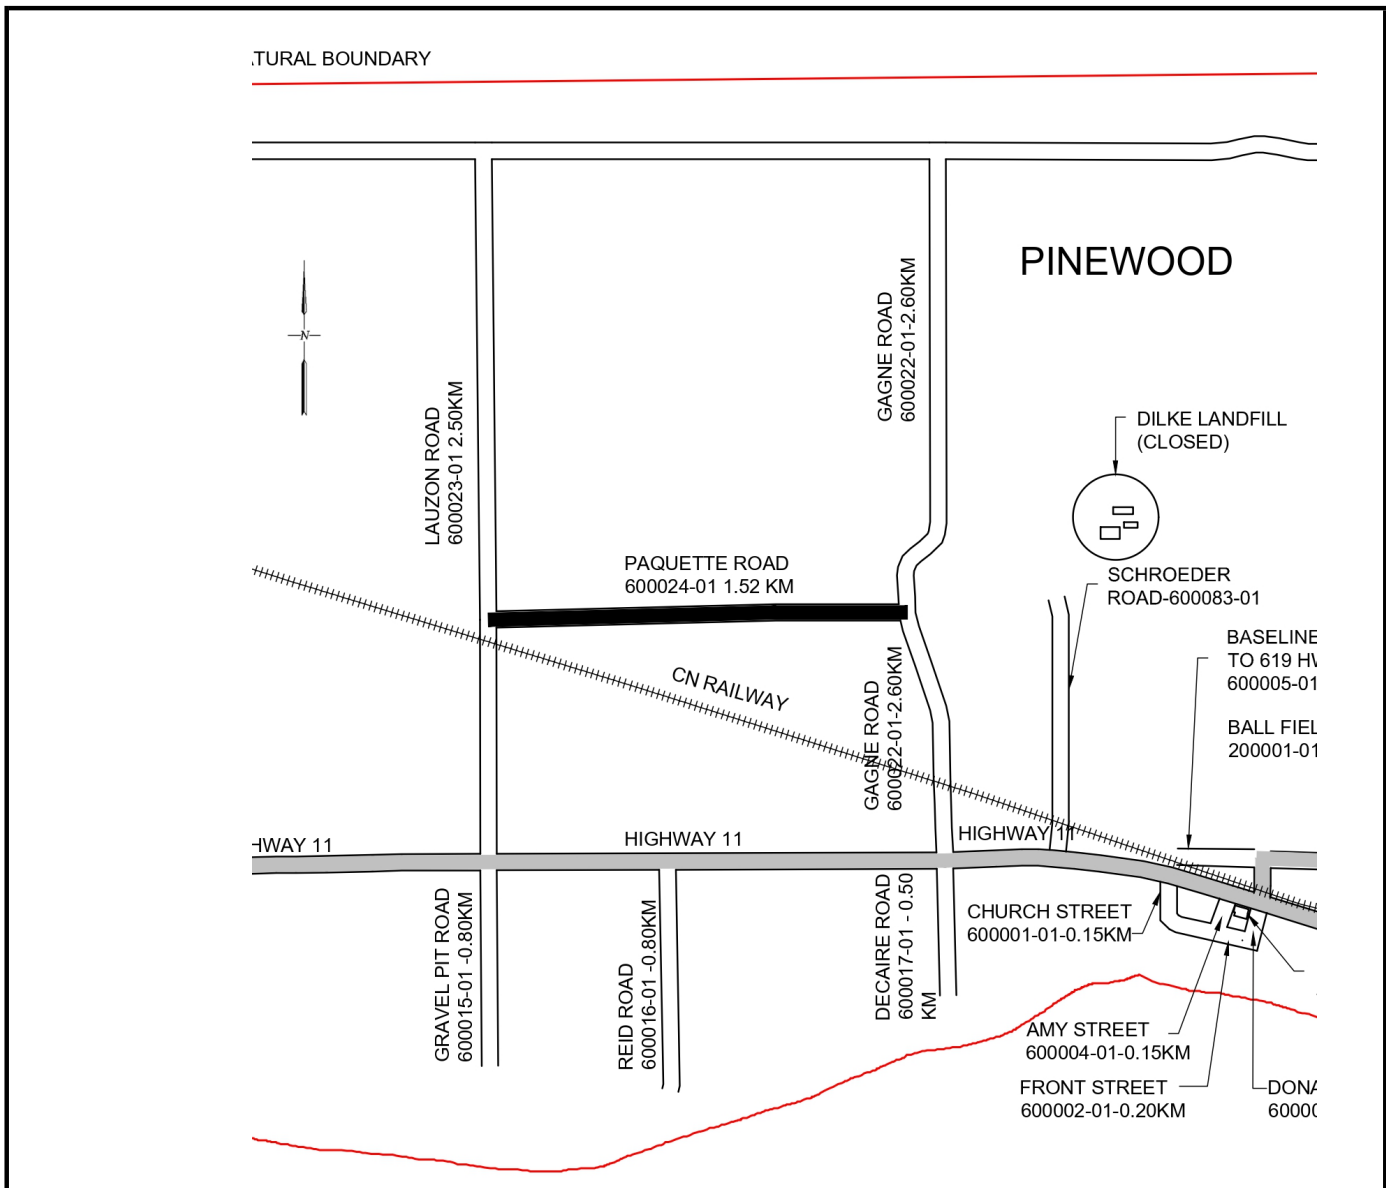 TURAL BOUNDARY
PINEWOOD
N
GAGNE ROAD
600022-01-2.60KM
LAUZON ROAD
600023-01 2.50KM
DILKE LANDFILL
(CLOSED)
PAQUETTE ROAD
600024-01 1.52 KM
SCHROEDER
ROAD-600083-01
BASELINE
TO 619
600005-01
BALL
200001-01
CN RAILWAY
GAGNE ROAD
600022-01-2.60KM
HWAY 11
HIGHWAY 11
HIGHWAY 11
GRAVEL PIT ROAD
600015-01 -0.80KM
REID ROAD
600016-01 -0.80KM
DECAIRE ROAD
600017-01 - 0.50
KM
CHURCH STREET
600001-01-0.15KM
AMY STREET
600004-01-0.15KM
FRONT STREET
600002-01-0.20KM
DONA